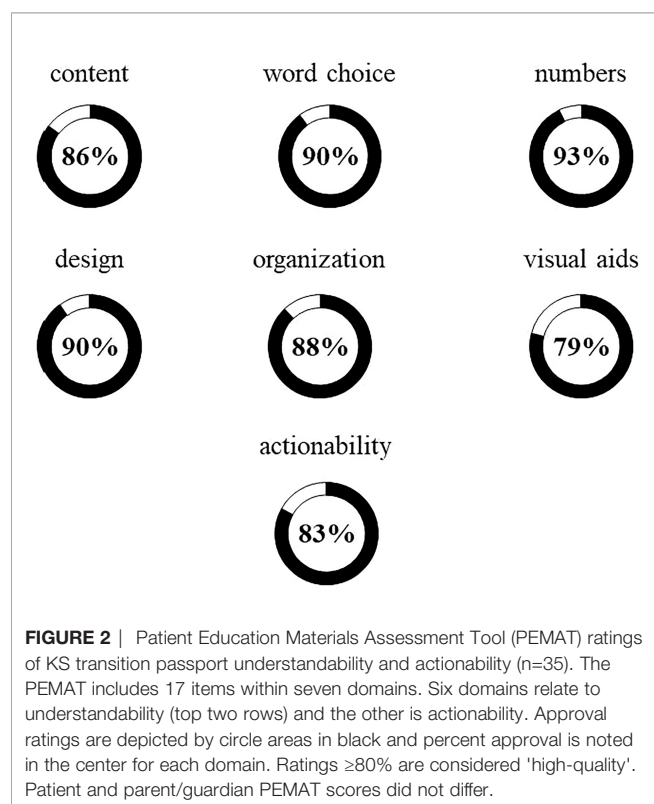 content word choice numbers
86% 90% 93%
design organization visual aids
90% 88% 79%
actionability
83%
FIGURE 2 | Patient Education Materials Assessment Tool (PEMAT) ratings
of KS transition passport understandability and actionability (n=35). The
PEMAT includes 17 items within seven domains. Six domains relate to
understandability (top two rows) and the other is actionability. Approval
ratings are depicted by circle areas in black and percent approval is noted
in the center for each domain. Ratings ≥80% are considered 'high-quality'.
Patient and parent/guardian PEMAT scores did not differ.